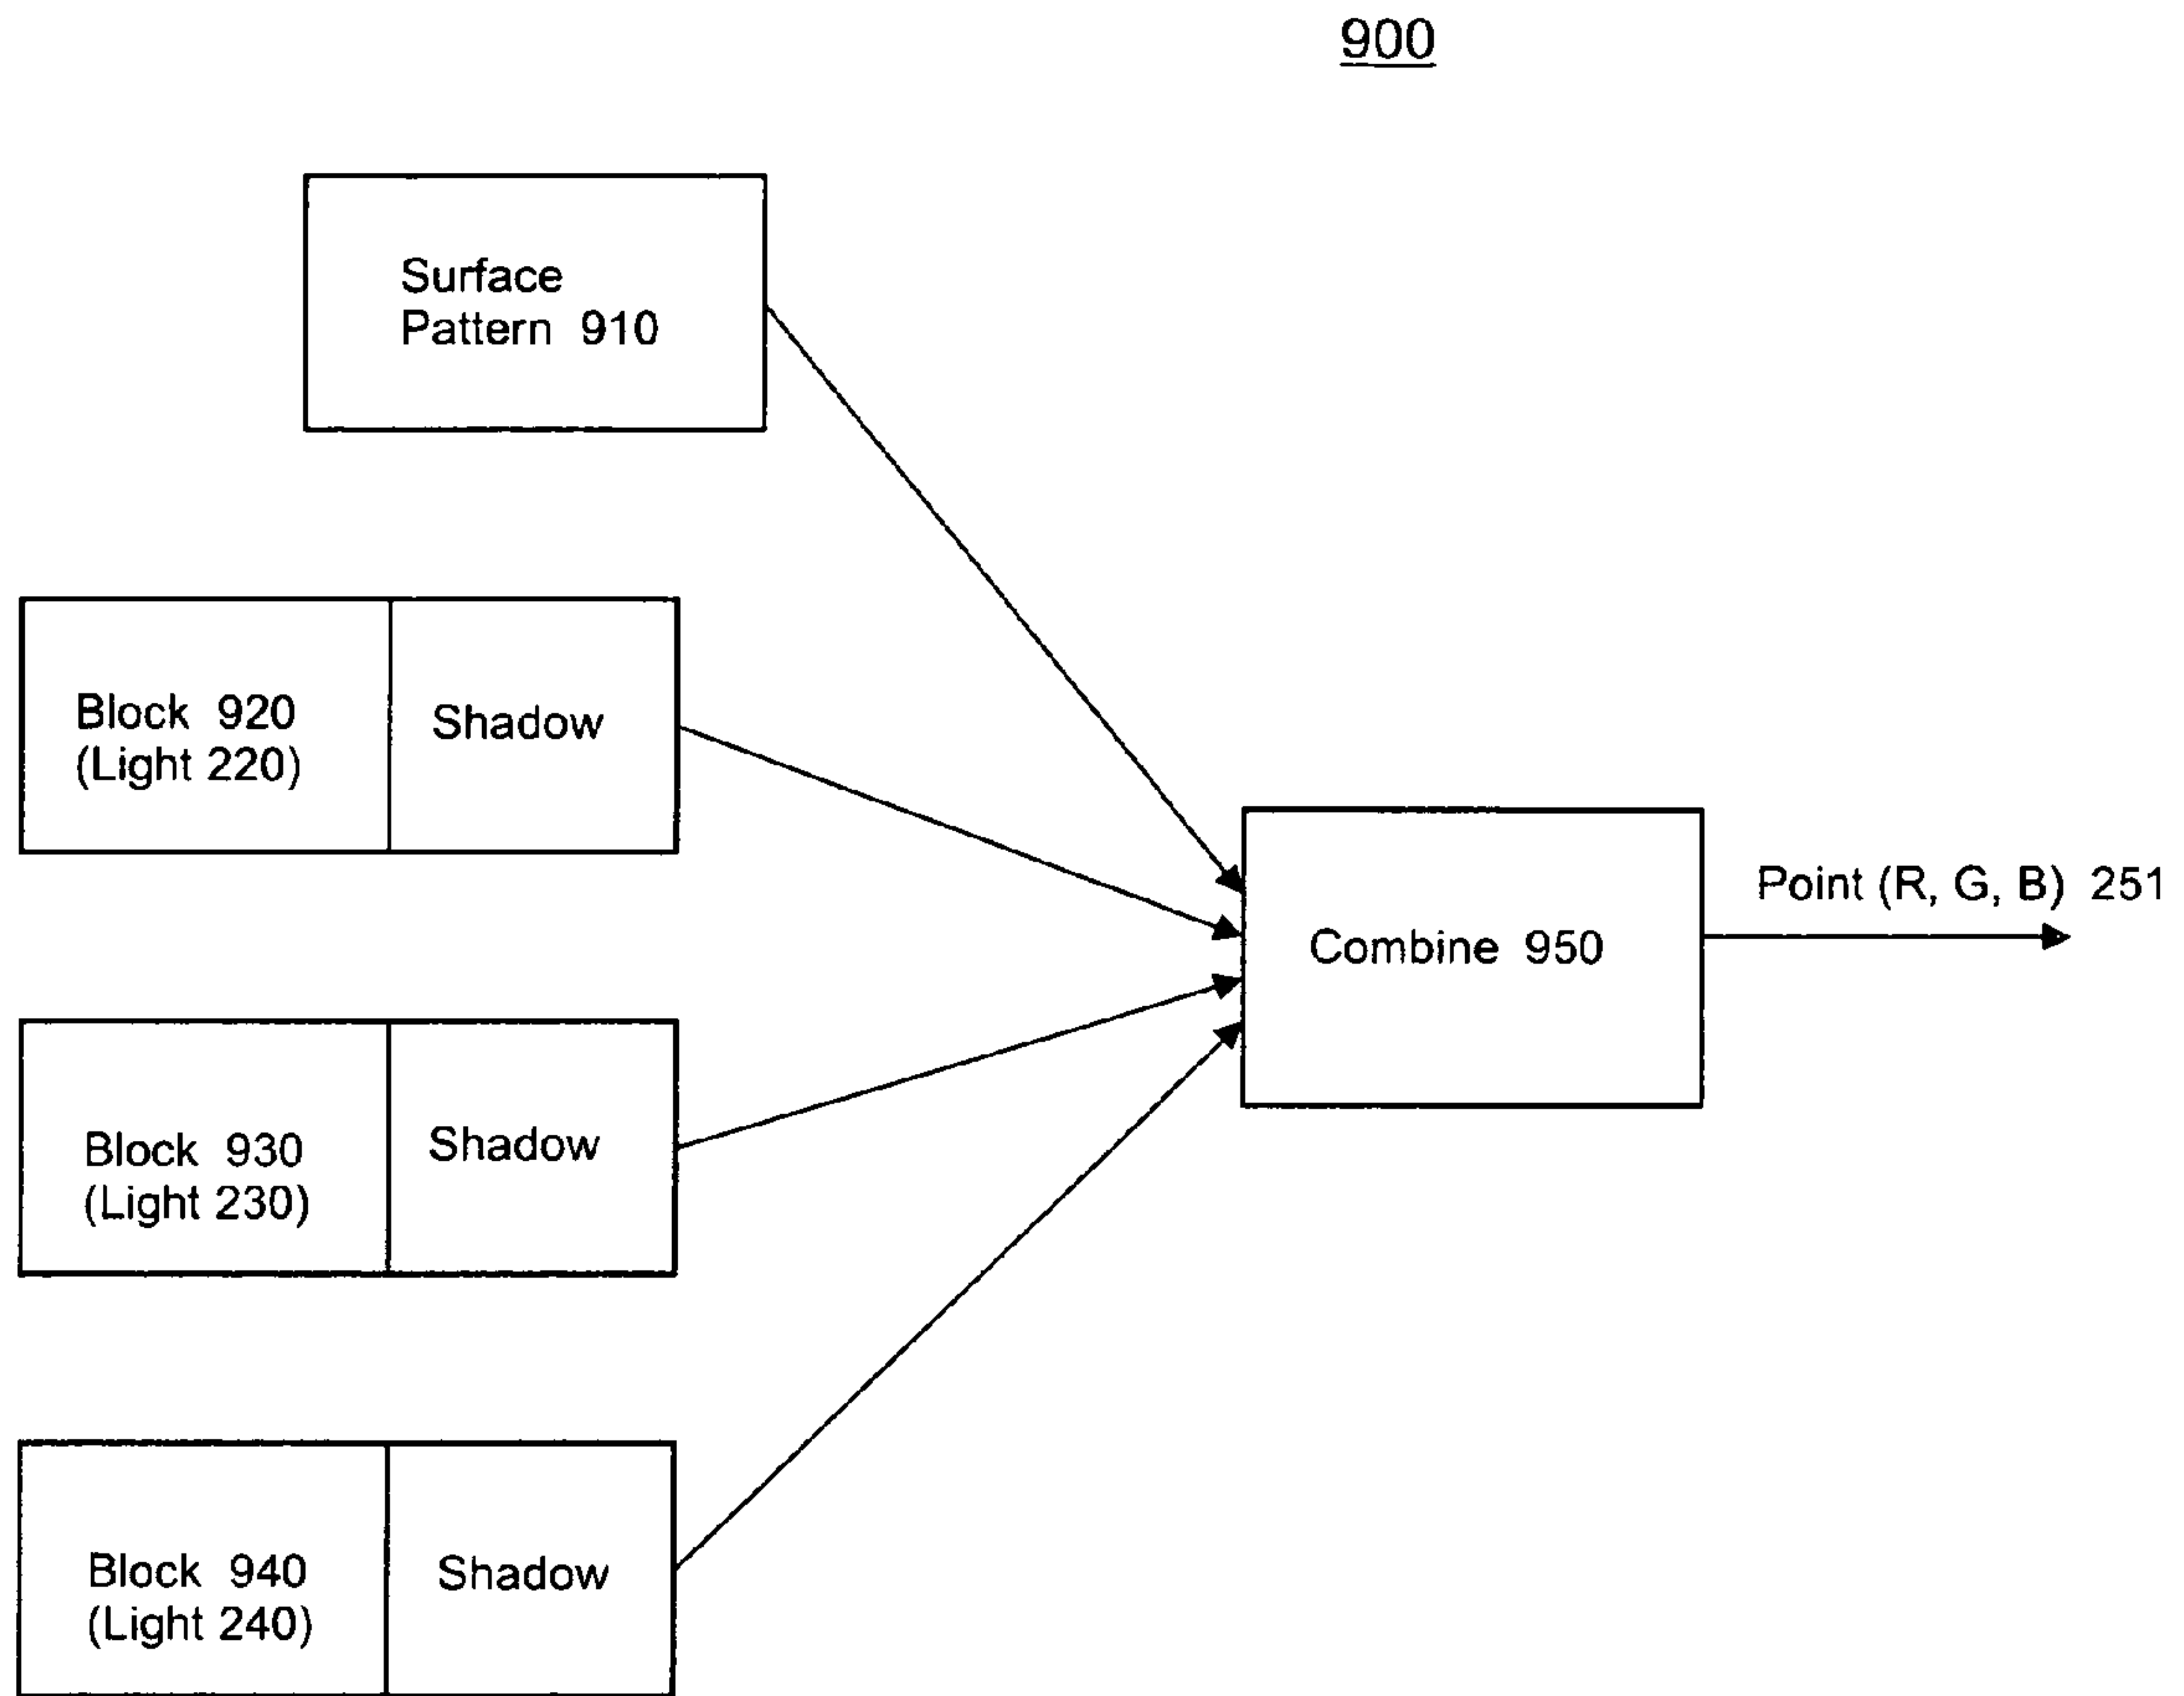 900
Surface
Pattern 910
Block 920
(Light 220)
Shadow
Block 930
(Light 230)
Shadow
Block 940
(Light 240)
Shadow
Combine 950
Point (R, G, B) 251